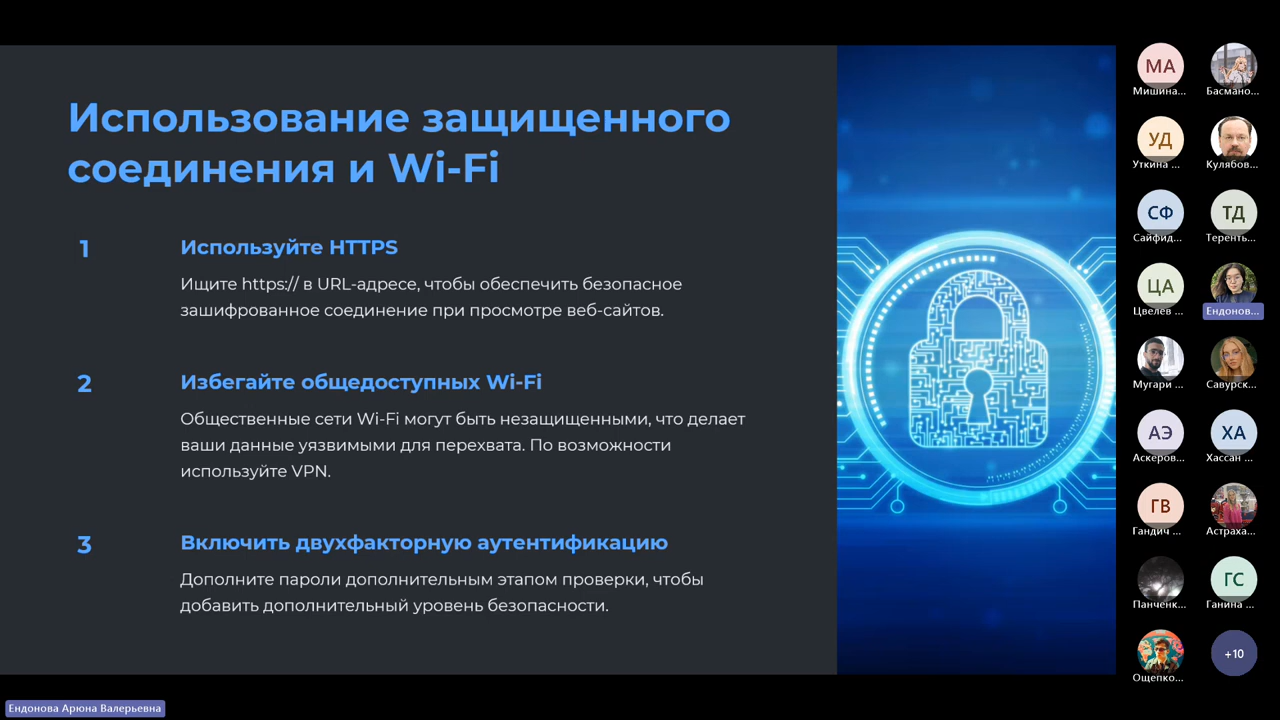 Использование защищенного
соединения и Wi-Fi
1
Используйте HTTPS
Ищите https:// в URL-адресе, чтобы обеспечить безопасное
зашифрованное соединение при просмотре веб-сайтов.
2
Избегайте общедоступных Wi-Fi
Общественные сети Wi-Fi могут быть незащищенными, что делает
ваши данные уязвимыми для перехвата. По возможности
используйте VPN.
3
Включить двухфакторную аутентификацию
Дополните пароли дополнительным этапом проверки, чтобы
добавить дополнительный уровень безопасности.
Ендонова Арюна Валерьевна
МА
Мишина...
Басмано...
УД
Уткина ...
Кулябов...
СФ
Сайфид...
ТД
Теренть...
ЦА
Цвелев ...
Ендонов...
Мугари ...
Савурск...
АЭ
Аскеров...
ХА
Хассан ...
ГВ
Гандич ...
Астраха...
Панченк...
ГС
Ганина ...
Ощепко...
+10